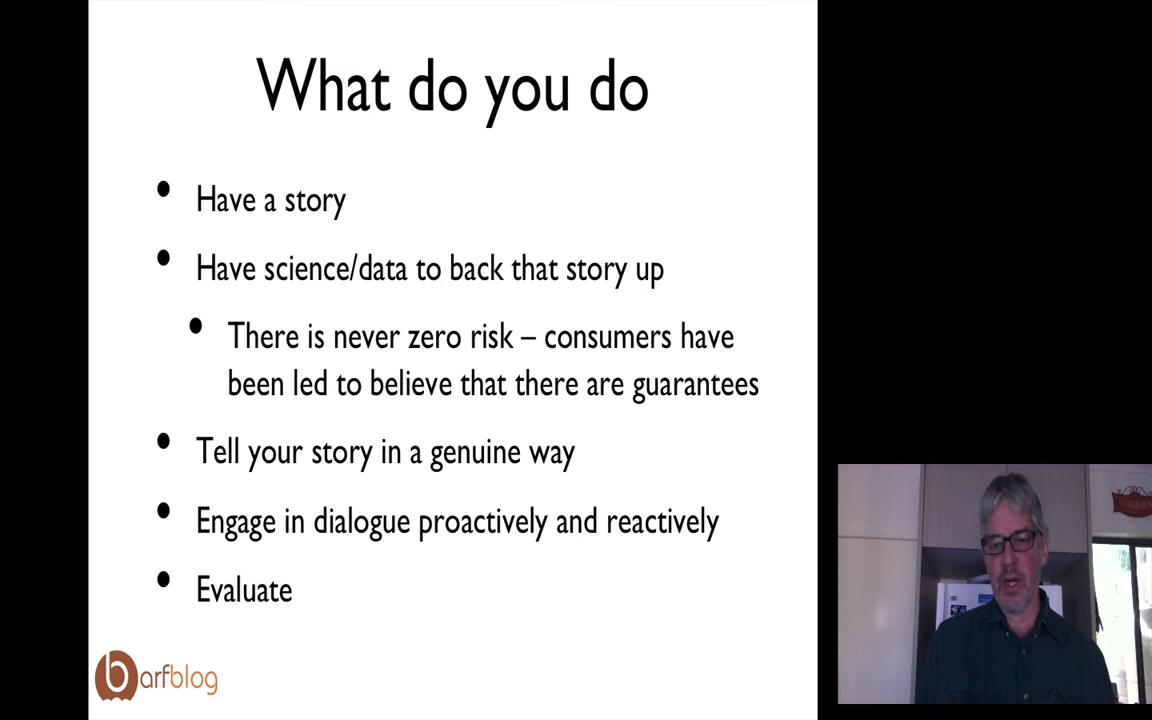 What do you do
• Have a story
• Have science/data to back that story up
• There is never zero risk – consumers have
been led to believe that there are guarantees
• Tell your story in a genuine way
• Engage in dialogue proactively and reactively
• Evaluate
barfblog